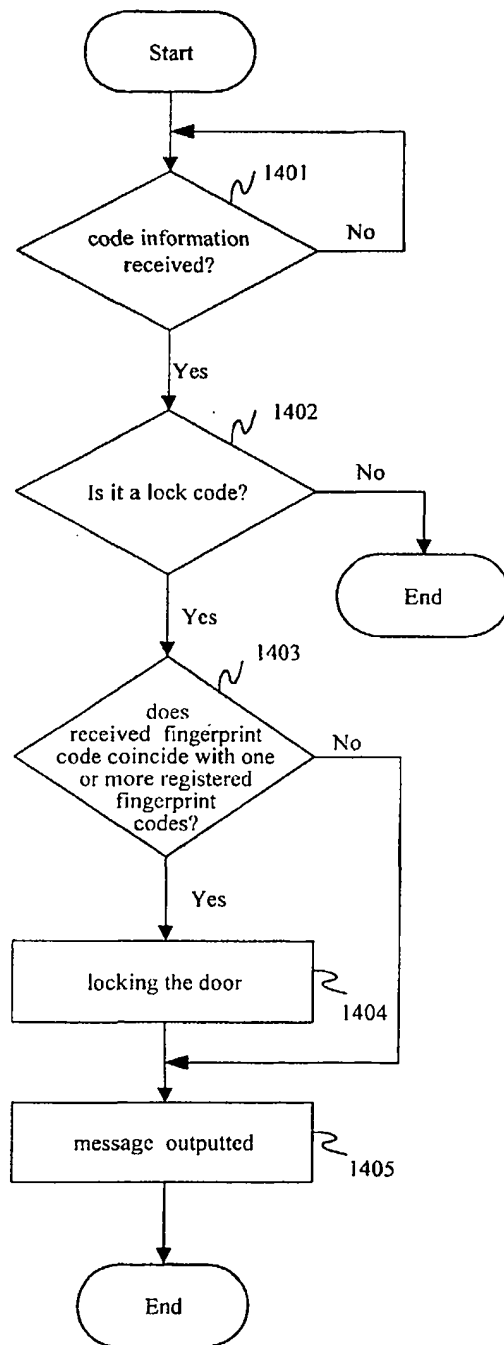 Start
1401
code information
received?
No
Yes
1402
Is it a lock code?
No
End
Yes
1403
does
received fingerprint
code coincide with one
or more registered
fingerprint
codes?
No
Yes
locking the door
1404
message outputted
1405
End